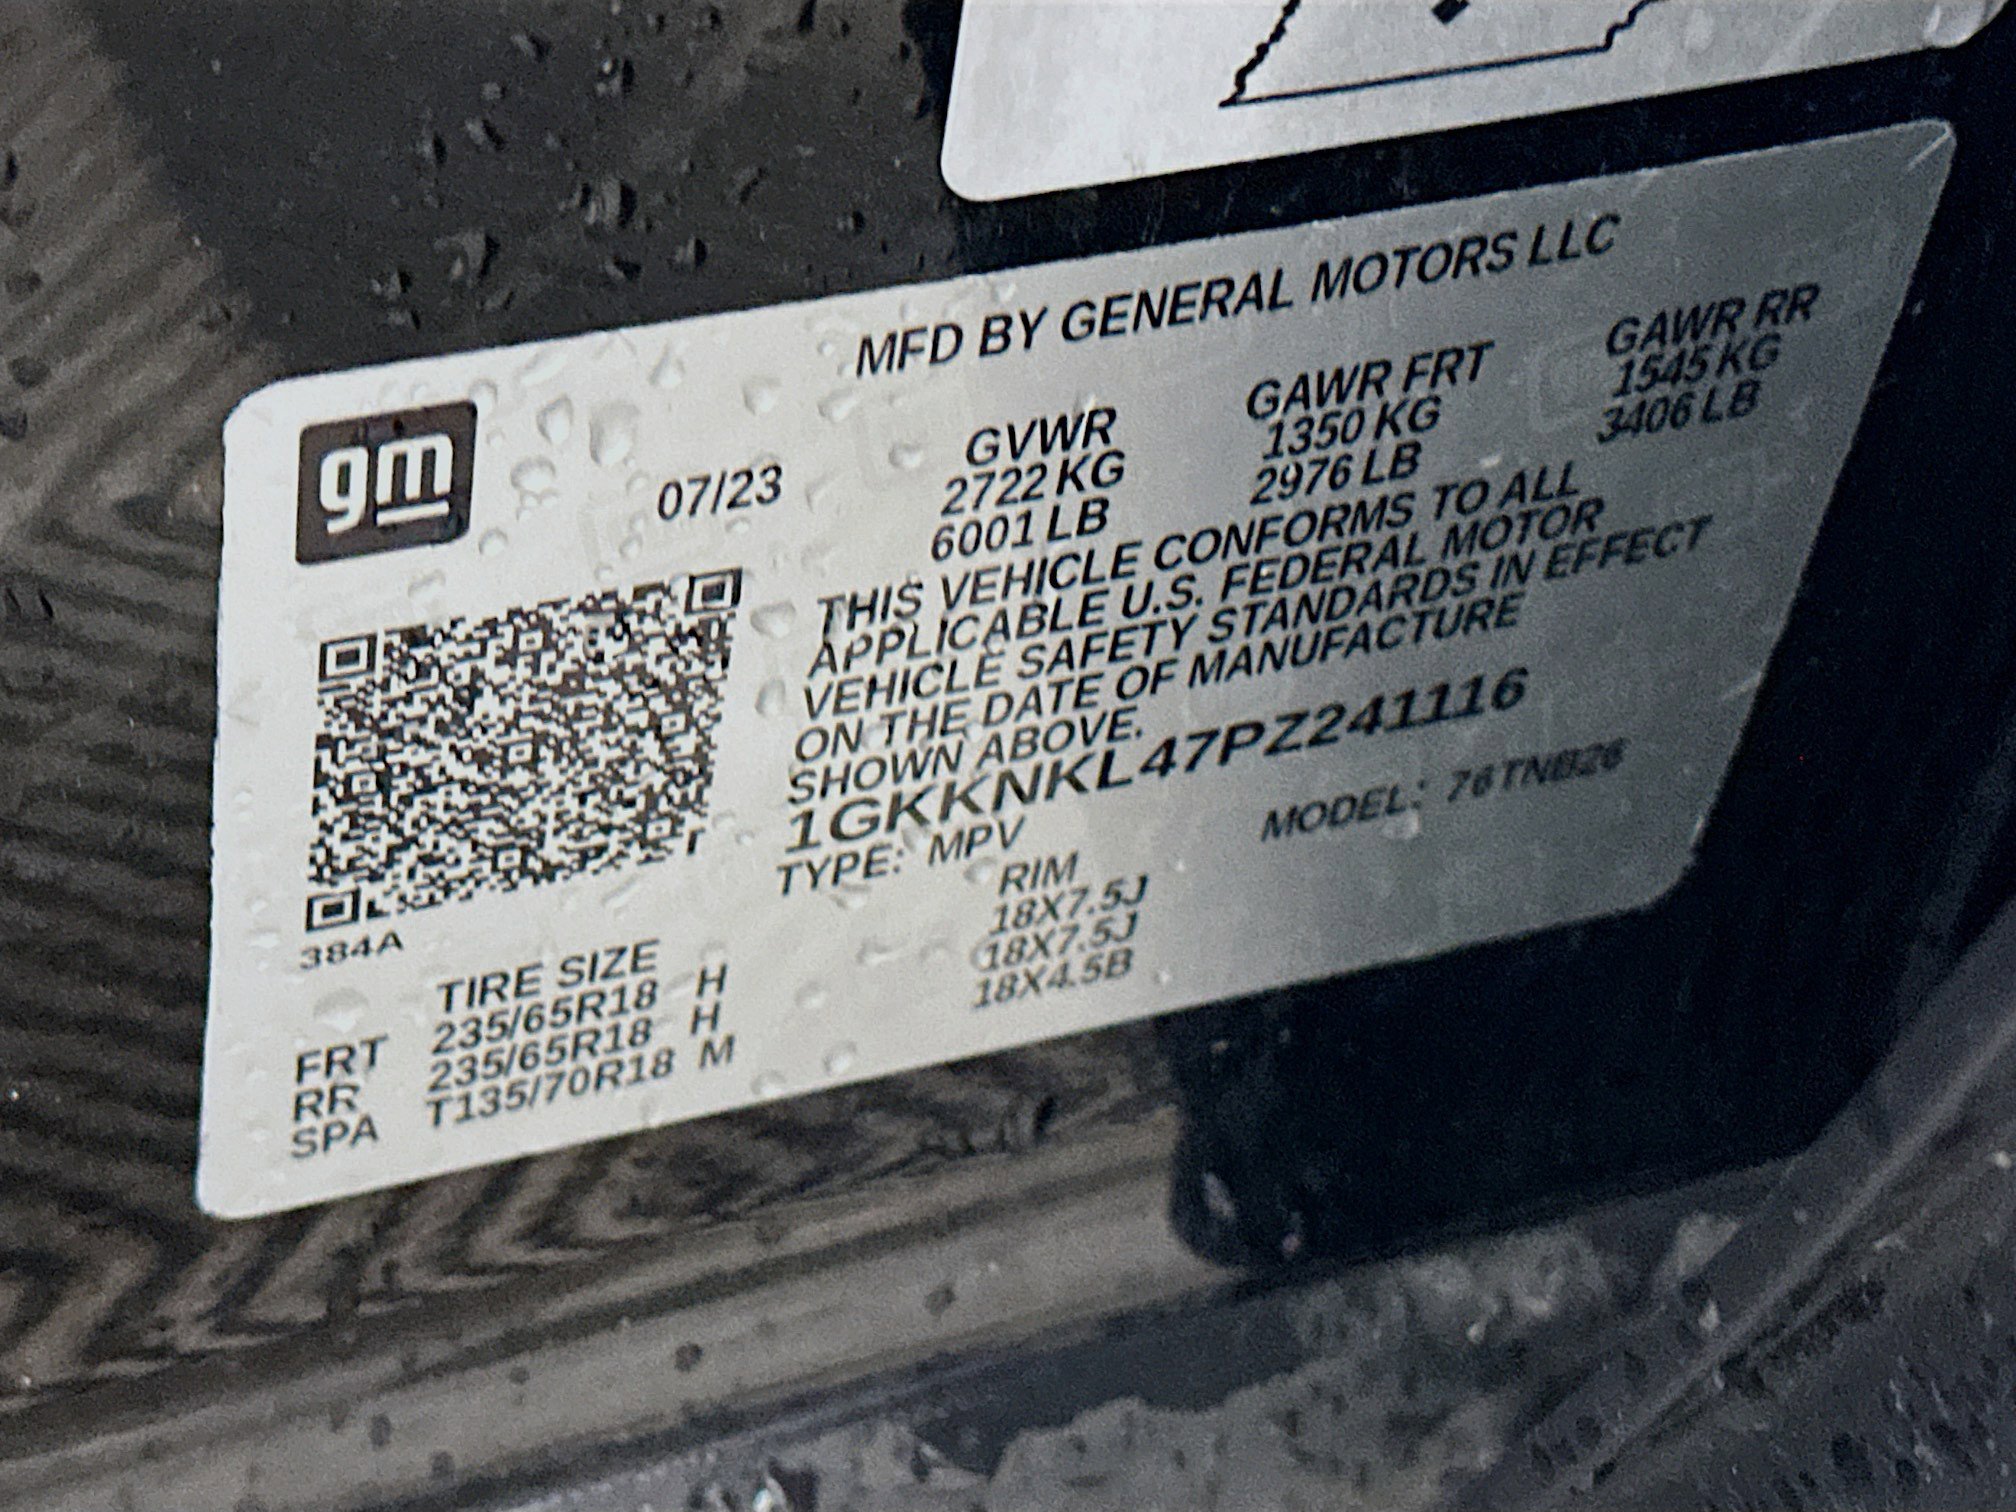 MFD BY GENERAL MOTORS LLC
gm
07/23
GVWR GAWR FRT GAWR RR
2722 KG 1350 KG 1545 KG
6001 LB 2976 LB 3406 LB
THIS VEHICLE CONFORMS TO ALL
APPLICABLE U.S. FEDERAL MOTOR
VEHICLE SAFETY STANDARDS IN EFFECT
ON THE DATE OF MANUFACTURE
SHOWN ABOVE.
1GKKNKL47PZ241116
TYPE: MPV MODEL: 76TNB26
384A
TIRE SIZE RIM
FRT 235/65R18 H 18X7.5J
RR 235/65R18 H 18X7.5J
SPA T135/70R18 M 18X4.5B